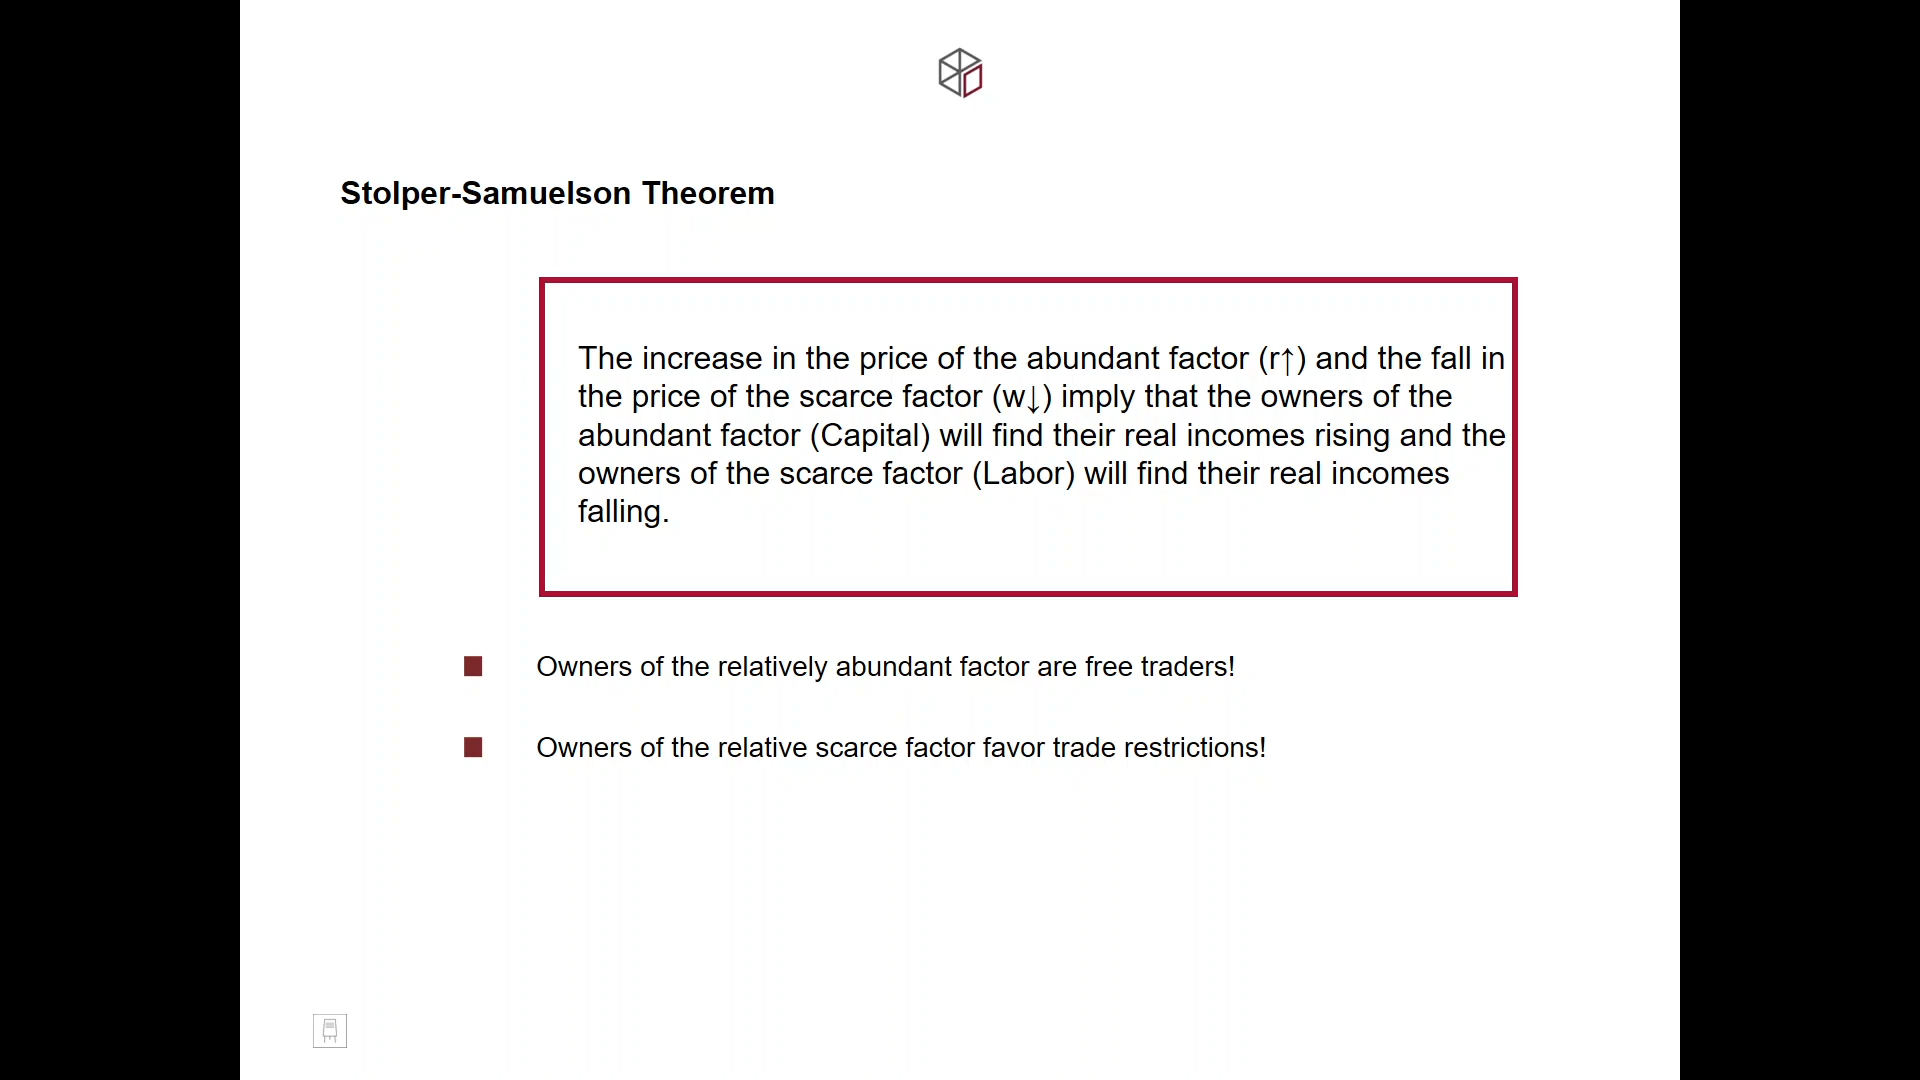 Stolper-Samuelson Theorem
The increase in the price of the abundant factor (r↑) and the fall in
the price of the scarce factor (w↓) imply that the owners of the
abundant factor (Capital) will find their real incomes rising and the
owners of the scarce factor (Labor) will find their real incomes
falling.
Owners of the relatively abundant factor are free traders!
Owners of the relative scarce factor favor trade restrictions!